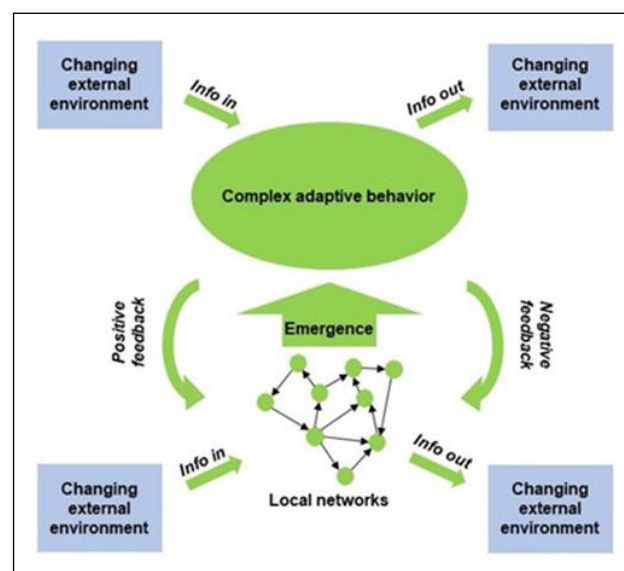 Changing
external
environment
Info in
Info out
Changing
external
environment
Complex adaptive behavior
Positive
feedback
Emergence
Negative
feedback
Info in
Info out
Changing
external
environment
Local networks
Changing
external
environment